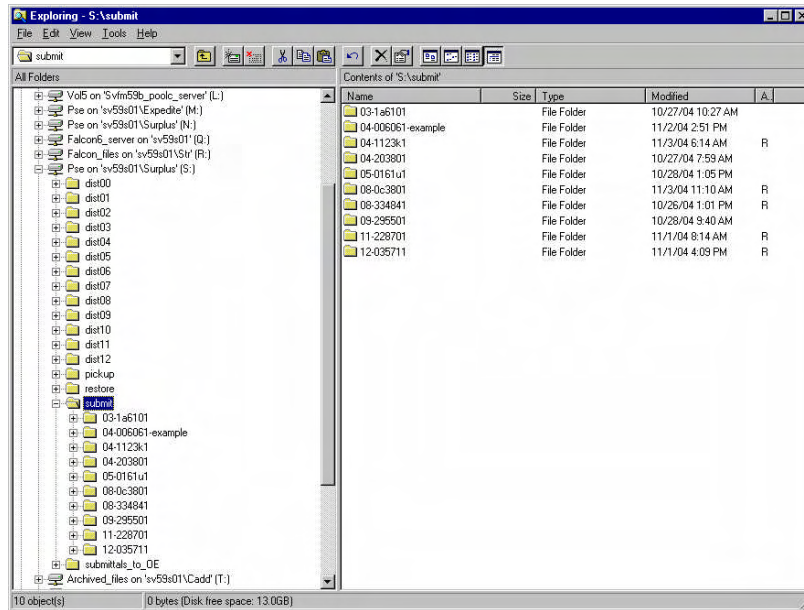 Exploring - S:\submit
File Edit View Tools Help
submit
All Folders
Contents of 'S:\submit'
Vol5 on 'Svfm59b_poolc_server' (L:)
Pse on 'sv59s01\Expedite' (M:)
Pse on 'sv59s01\Surplus' (N:)
Falcon6_server on 'sv59s01' (Q:)
Falcon_files on 'sv59s01\Str' (R:)
Pse on 'sv59s01\Surplus' (S:)
dist00
dist01
dist02
dist03
dist04
dist05
dist06
dist07
dist08
dist09
dist10
dist11
dist12
pickup
restore
submit
03-1a6101
04-006061-example
04-1123k1
04-203801
05-0161u1
08-0c3801
08-334841
09-295501
11-228701
12-035711
submittals_to_OE
Archived_files on 'sv59s01\Cadd' (T:)
Name Size Type Modified A..
03-1a6101 File Folder 10/27/04 10:27 AM
04-006061-example File Folder 11/2/04 2:51 PM
04-1123k1 File Folder 11/3/04 6:14 AM R
04-203801 File Folder 10/27/04 7:59 AM
05-0161u1 File Folder 10/28/04 1:05 PM
08-0c3801 File Folder 11/3/04 11:10 AM R
08-334841 File Folder 10/26/04 1:01 PM R
09-295501 File Folder 10/28/04 9:40 AM
11-228701 File Folder 11/1/04 8:14 AM R
12-035711 File Folder 11/1/04 4:09 PM R
10 object(s) 0 bytes (Disk free space: 13.0GB)